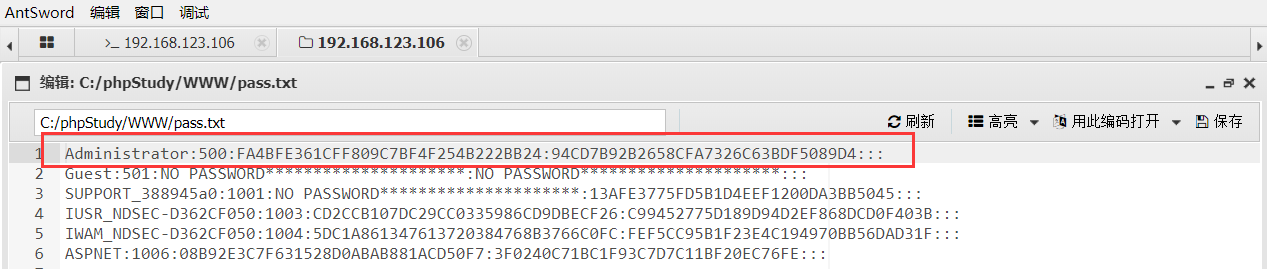 AntSword 编辑 窗口 调试
>_ 192.168.123.106 192.168.123.106
编辑: C:/phpStudy/WWW/pass.txt
C:/phpStudy/WWW/pass.txt 刷新 高亮 用此编码打开 保存
1 Administrator:500:FA4BFE361CFF809C7BF4F254B222BB24:94CD7B92B2658CFA7326C63BDF5089D4:::
2 Guest:501:NO PASSWORD*********************:NO PASSWORD*********************:::
3 SUPPORT_388945a0:1001:NO PASSWORD*********************:13AFE3775FD5B1D4EEF1200DA3BB5045:::
4 IUSR_NDSEC-D362CF050:1003:CD2CCB107DC29CC0335986CD9DBECF26:C99452775D189D94D2EF868DCD0F403B:::
5 IWAM_NDSEC-D362CF050:1004:5DC1A861347613720384768B3766C0FC:FEF5CC95B1F23E4C194970BB56DAD31F:::
6 ASPNET:1006:08B92E3C7F631528D0ABAB881ACD50F7:3F0240C71BC1F93C7D7C11BF20EC76FE:::